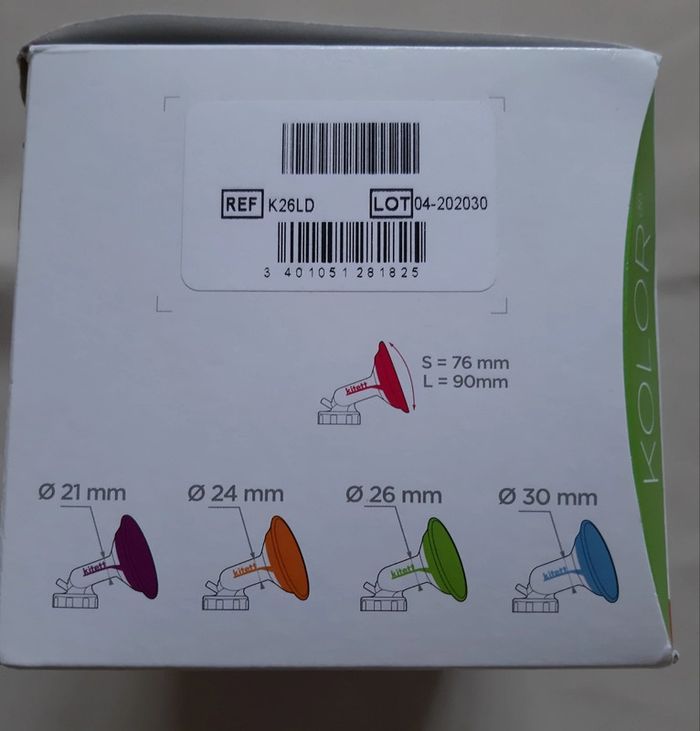 REF K26LD LOT 04-202030
3 401051 281825
S = 76 mm
L = 90mm
kitett
Ø 21 mm Ø 24 mm Ø 26 mm Ø 30 mm
kitett kitett kitett kitett
KOLOR